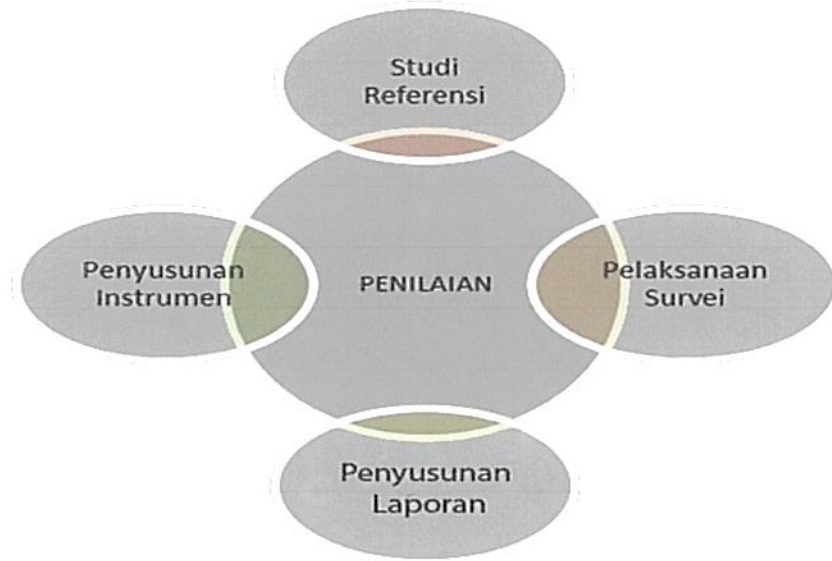 Studi
Referensi
Penyusunan
Instrumen
PENILAIAN
Pelaksanaan
Survei
Penyusunan
Laporan